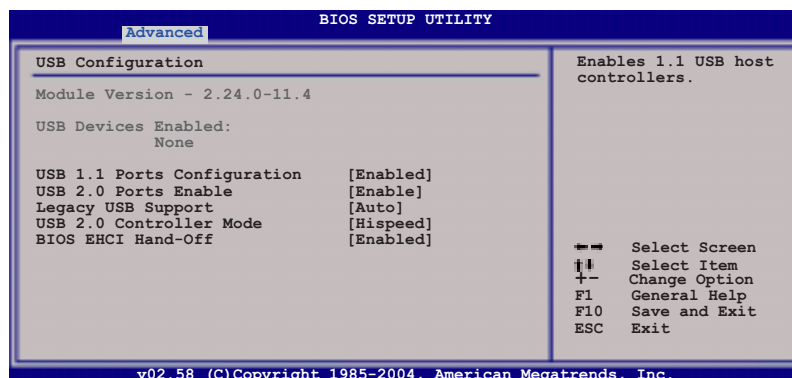 BIOS SETUP UTILITY
Advanced
USB Configuration
Module Version - 2.24.0-11.4
USB Devices Enabled:
None
USB 1.1 Ports Configuration [Enabled]
USB 2.0 Ports Enable [Enable]
Legacy USB Support [Auto]
USB 2.0 Controller Mode [Hispeed]
BIOS EHCI Hand-Off [Enabled]
Enables 1.1 USB host
controllers.
Select Screen
Select Item
+- Change Option
F1 General Help
F10 Save and Exit
ESC Exit
v02.58 (C)Copyright 1985-2004, American Megatrends, Inc.